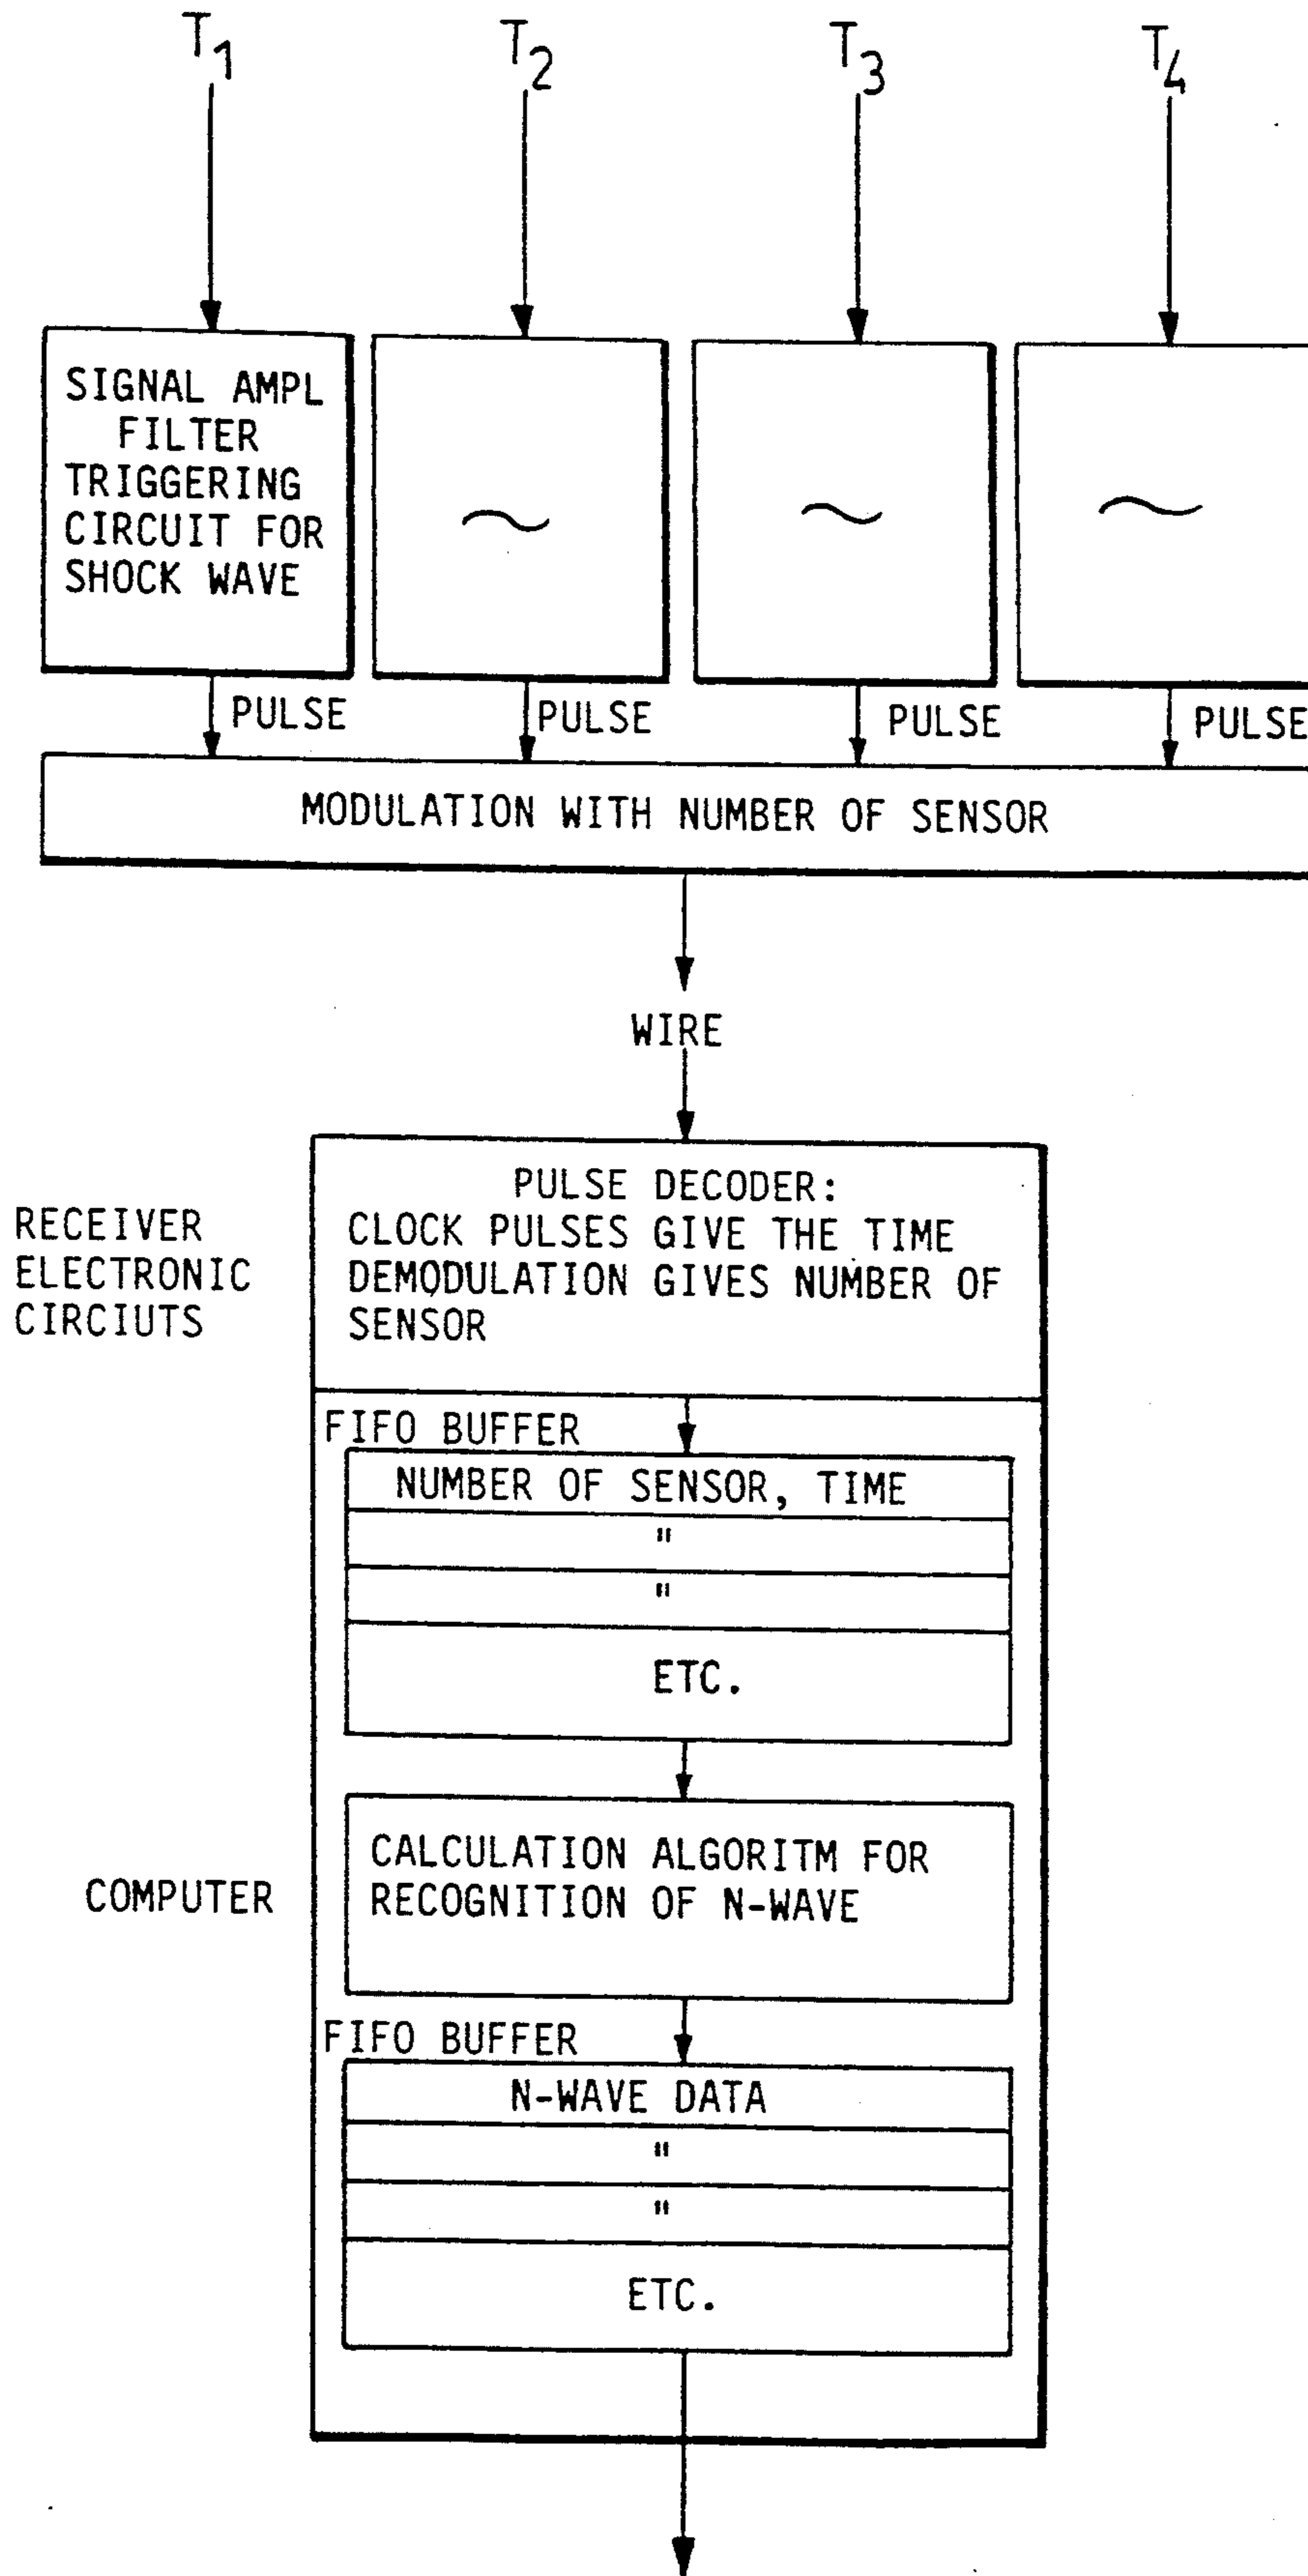 T1 T2 T3 T4
SIGNAL AMPL
FILTER
TRIGGERING
CIRCUIT FOR
SHOCK WAVE
~ ~ ~
PULSE PULSE PULSE PULSE
MODULATION WITH NUMBER OF SENSOR
WIRE
RECEIVER
ELECTRONIC
CIRCIUTS
PULSE DECODER:
CLOCK PULSES GIVE THE TIME
DEMODULATION GIVES NUMBER OF
SENSOR
FIFO BUFFER
NUMBER OF SENSOR, TIME
"
"
ETC.
COMPUTER
CALCULATION ALGORITM FOR
RECOGNITION OF N-WAVE
FIFO BUFFER
N-WAVE DATA
"
"
ETC.